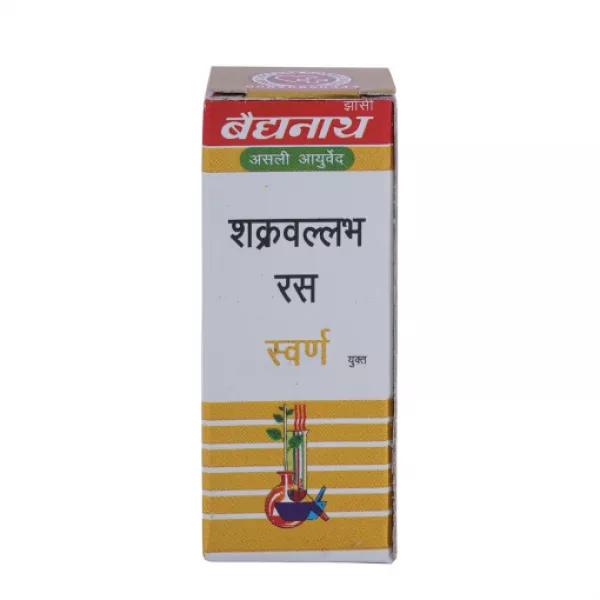 झाँसी
बैद्यनाथ
असली आयुर्वेद
शक्रवल्लभ
रस
स्वर्ण युक्त